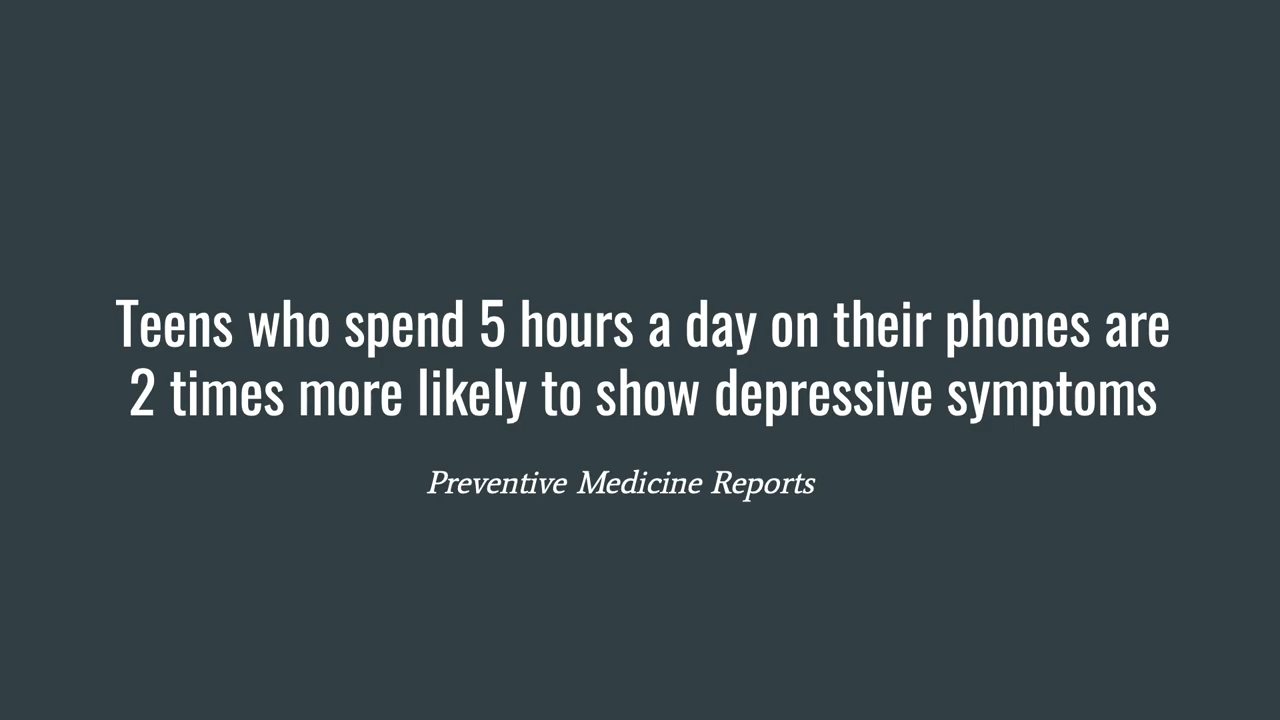 Teens who spend 5 hours a day on their phones are
2 times more likely to show depressive symptoms
Preventive Medicine Reports